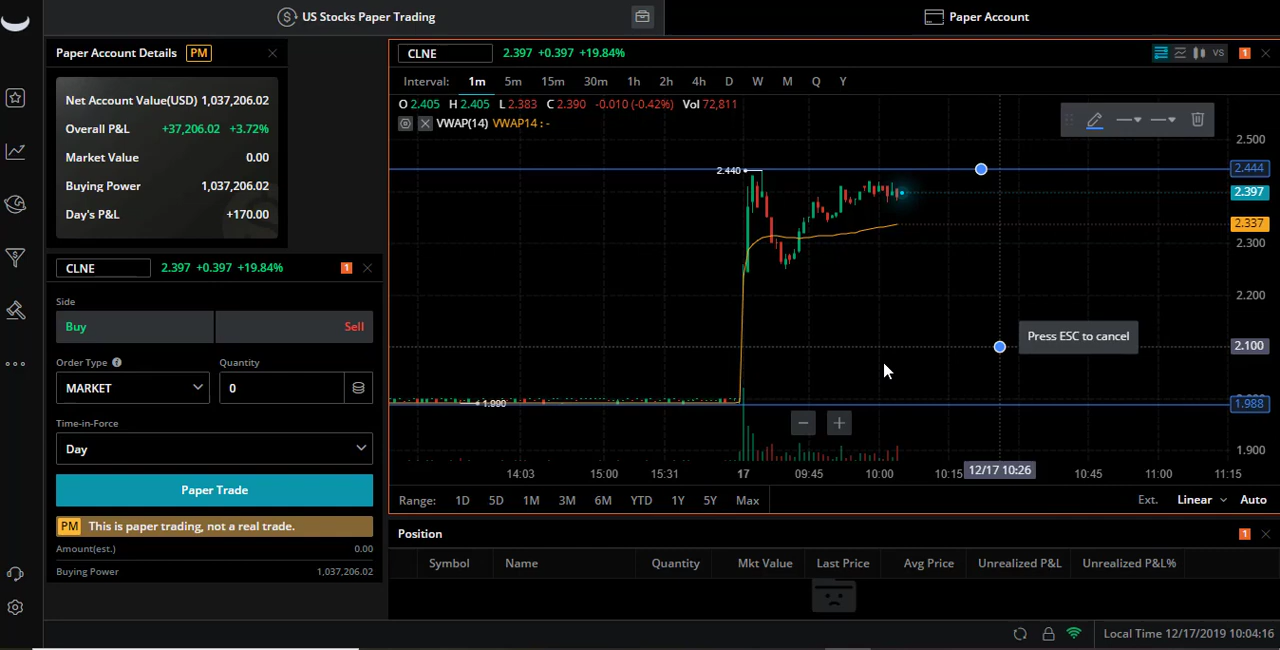 US Stocks Paper Trading
Paper Account
Paper Account Details PM
Net Account Value(USD) 1,037,206.02
Overall P&L +37,206.02 +3.72%
Market Value 0.00
Buying Power 1,037,206.02
Day's P&L +170.00
CLNE 2.397 +0.397 +19.84% 1
Side
Buy Sell
Order Type Quantity
MARKET 0
Time-in-Force
Day
Paper Trade
PM This is paper trading, not a real trade.
Amount(est.) 0.00
Buying Power 1,037,206.02
CLNE 2.397 +0.397 +19.84% VS 1
Interval: 1m 5m 15m 30m 1h 2h 4h D W M Q Y
O 2.405 H 2.405 L 2.383 C 2.390 -0.010 (-0.42%) Vol 72,811
VWAP(14) VWAP14 : -
2.500
2.440
2.444
2.397
2.337
2.300
2.200
Press ESC to cancel
2.100
1.990
1.988
1.900
14:03 15:00 15:31 17 09:45 10:00 10:15 12/17 10:26 10:45 11:00 11:15
Range: 1D 5D 1M 3M 6M YTD 1Y 5Y Max Ext. Linear Auto
Position 1
Symbol Name Quantity Mkt Value Last Price Avg Price Unrealized P&L Unrealized P&L%
Local Time 12/17/2019 10:04:16